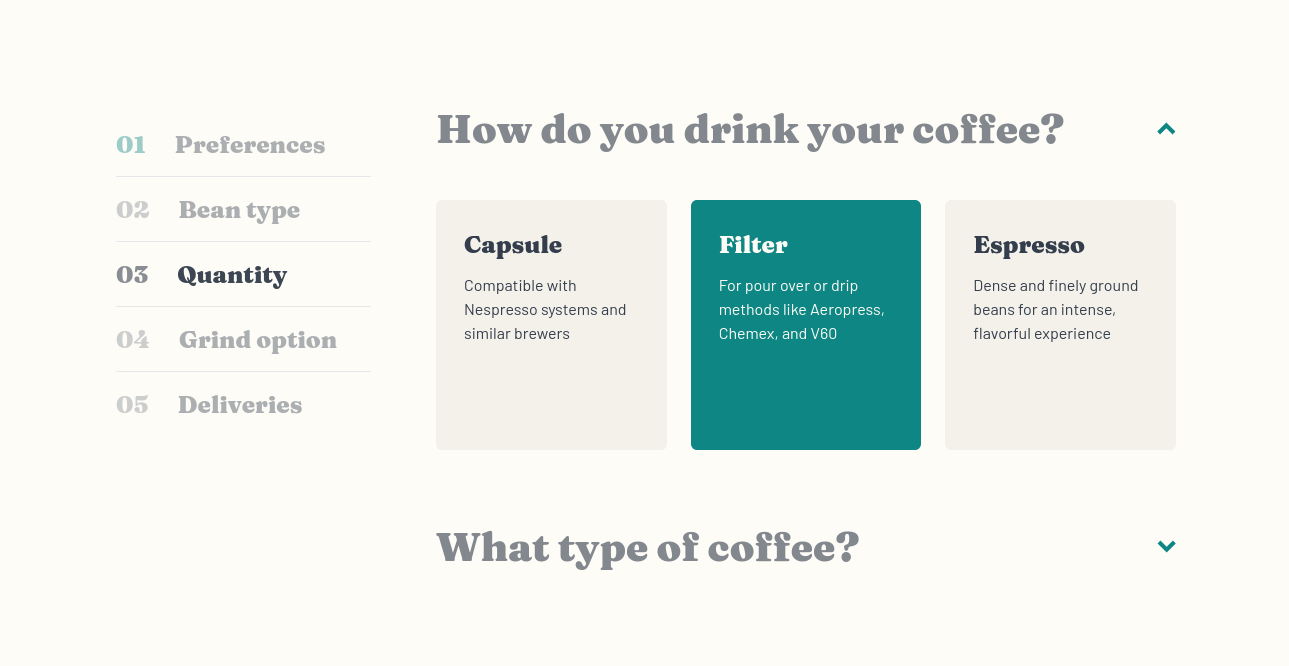 01 Preferences
02 Bean type
03 Quantity
04 Grind option
05 Deliveries
How do you drink your coffee?
Capsule
Compatible with
Nespresso systems and
similar brewers
Filter
For pour over or drip
methods like Aeropress,
Chemex, and V60
Espresso
Dense and finely ground
beans for an intense,
flavorful experience
What type of coffee?